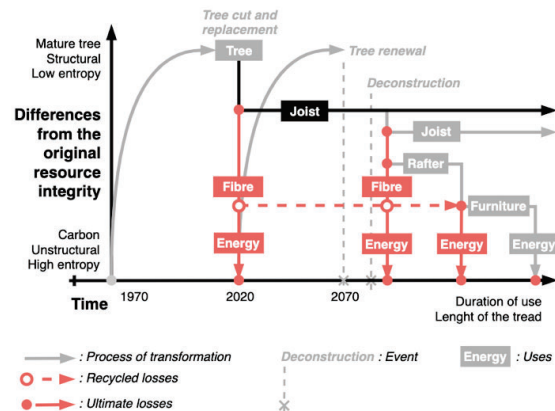 Tree cut and
replacement
Mature tree
Structural
Low entropy
Tree
Tree renewal
Deconstruction
Differences
from the
original
resource
integrity
Joist
Joist
Rafter
Fibre
Fibre
Furniture
Carbon
Unstructural
High entropy
Energy
Energy
Energy
Energy
Time
1970
2020
2070
Duration of use
Lenght of the tread
: Process of transformation
Deconstruction : Event
Energy : Uses
: Recycled losses
: Ultimate losses